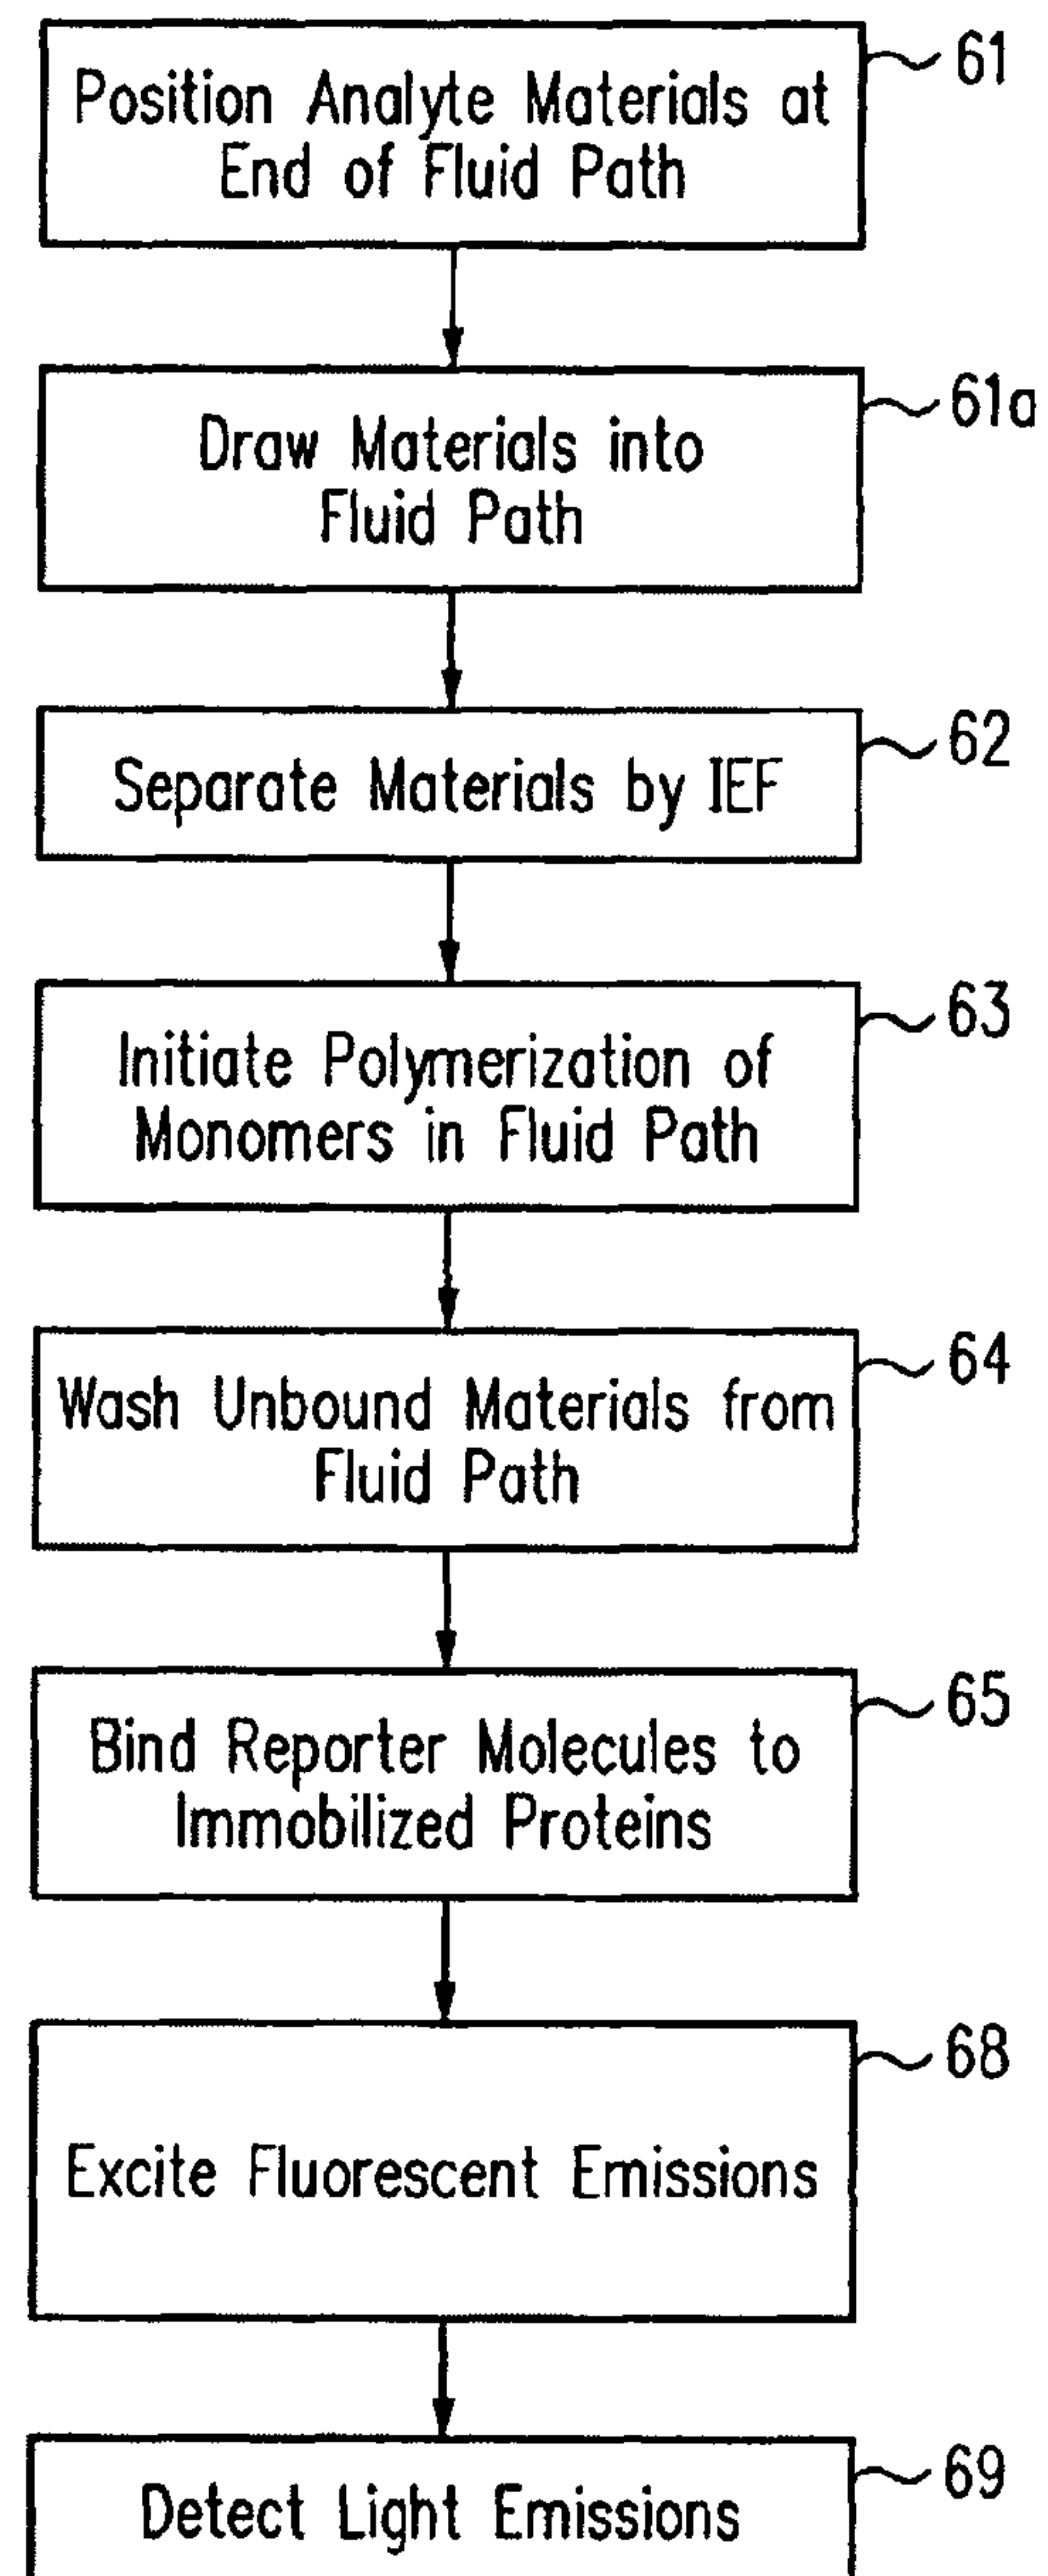 Position Analyte Materials at
End of Fluid Path
61
Draw Materials into
Fluid Path
61a
Separate Materials by IEF
62
Initiate Polymerization of
Monomers in Fluid Path
63
Wash Unbound Materials from
Fluid Path
64
Bind Reporter Molecules to
Immobilized Proteins
65
Excite Fluorescent Emissions
68
Detect Light Emissions
69